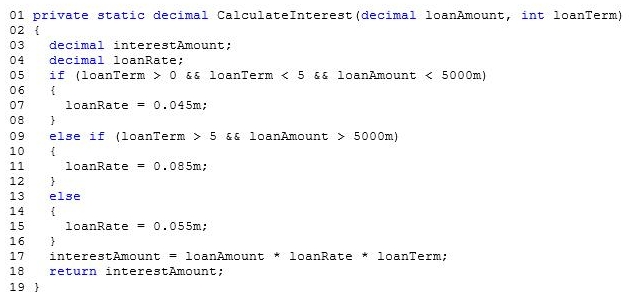 01 private static decimal CalculateInterest(decimal loanAmount, int loanTerm)
02 {
03   decimal interestAmount;
04   decimal loanRate;
05   if (loanTerm > 0 && loanTerm < 5 && loanAmount < 5000m)
06   {
07     loanRate = 0.045m;
08   }
09   else if (loanTerm > 5 && loanAmount > 5000m)
10   {
11     loanRate = 0.085m;
12   }
13   else
14   {
15     loanRate = 0.055m;
16   }
17   interestAmount = loanAmount * loanRate * loanTerm;
18   return interestAmount;
19 }